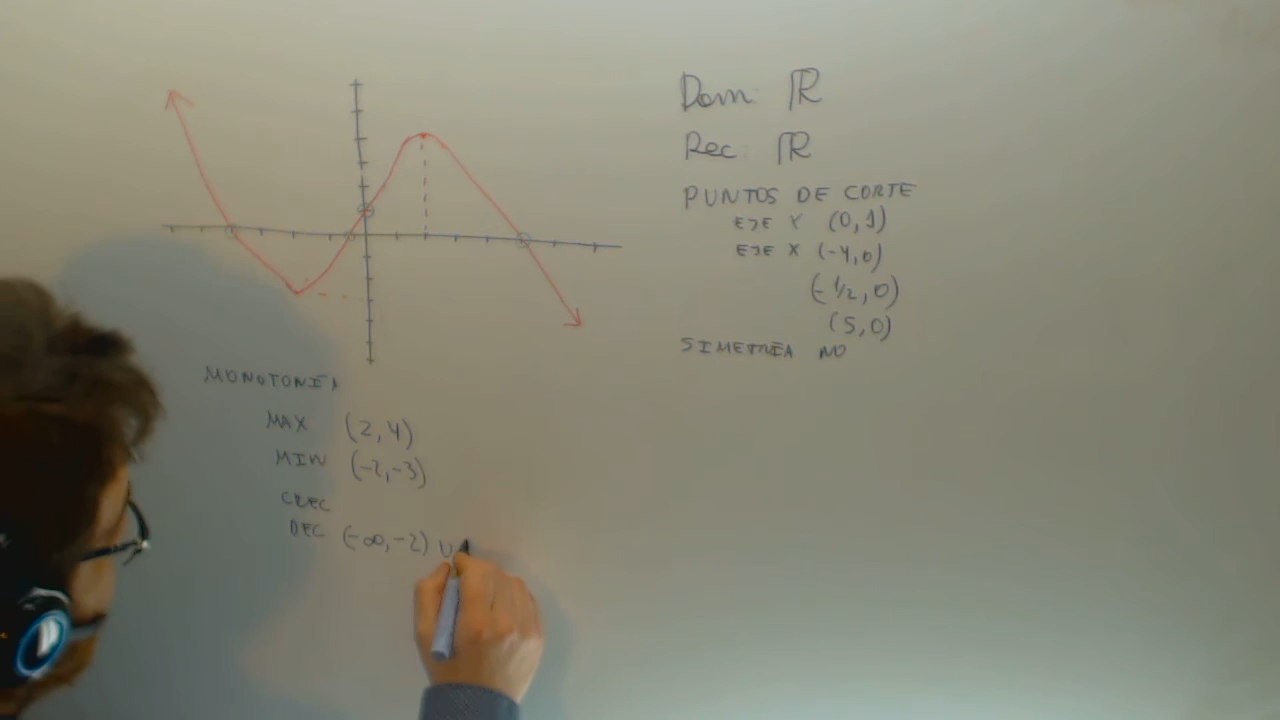 Dom: ℝ
Rec: ℝ
PUNTOS DE CORTE
EJE Y (0,1)
EJE X (-4,0)
(-1/2,0)
(5,0)
SIMETRÍA NO
MONOTONÍA
MAX (2,4)
MIN (-2,-3)
CREC
DEC (-∞,-2) U